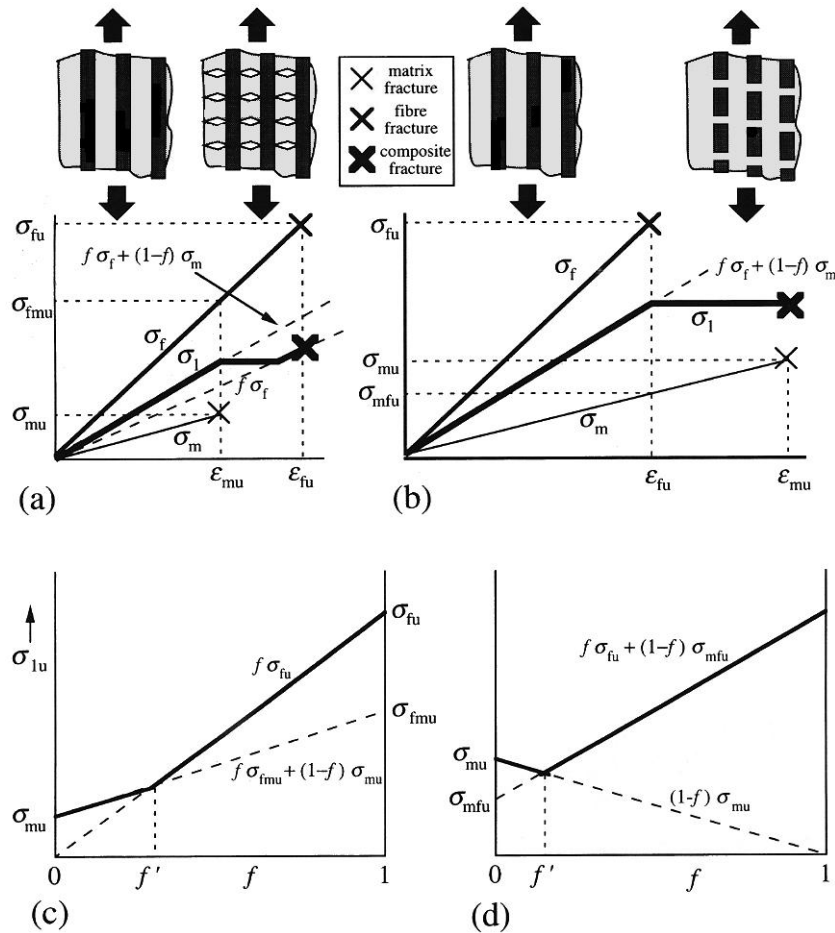 matrix
fracture
fibre
fracture
composite
fracture
σfu
f σf + (1–f) σm
σfmu
σf
σ1
f σf
σmu
σm
εmu
εfu
(a)
σfu
f σf + (1–f) σm
σf
σ1
σmu
σmfu
σm
εfu
εmu
(b)
σ1u
σfu
f σfu
σfmu
f σfmu + (1–f) σmu
σmu
0
f '
f
1
(c)
f σfu + (1–f) σmfu
σmu
σmfu
(1-f) σmu
0
f '
f
1
(d)